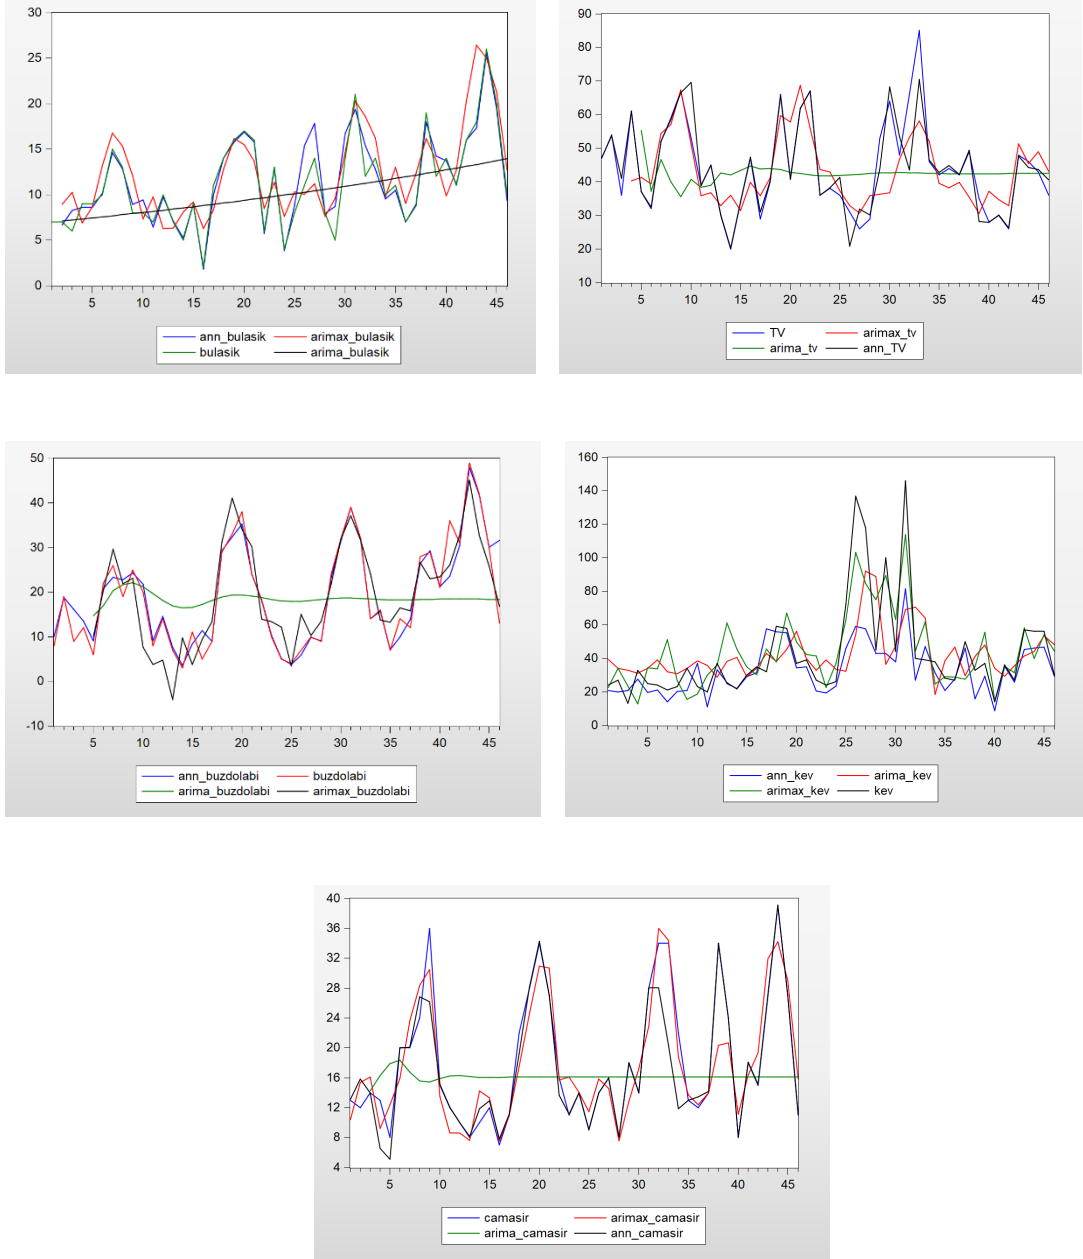 30
25
20
15
10
5
0
5 10 15 20 25 30 35 40 45
ann_bulasik arimax_bulasik
bulasik arima_bulasik
90
80
70
60
50
40
30
20
10
5 10 15 20 25 30 35 40 45
TV arimax_tv
arima_tv ann_TV
50
40
30
20
10
0
-10
5 10 15 20 25 30 35 40 45
ann_buzdolabi buzdolabi
arima_buzdolabi arimax_buzdolabi
160
140
120
100
80
60
40
20
0
5 10 15 20 25 30 35 40 45
ann_kev arima_kev
arimax_kev kev
40
36
32
28
24
20
16
12
8
4
5 10 15 20 25 30 35 40 45
camasir arimax_camasir
arima_camasir ann_camasir